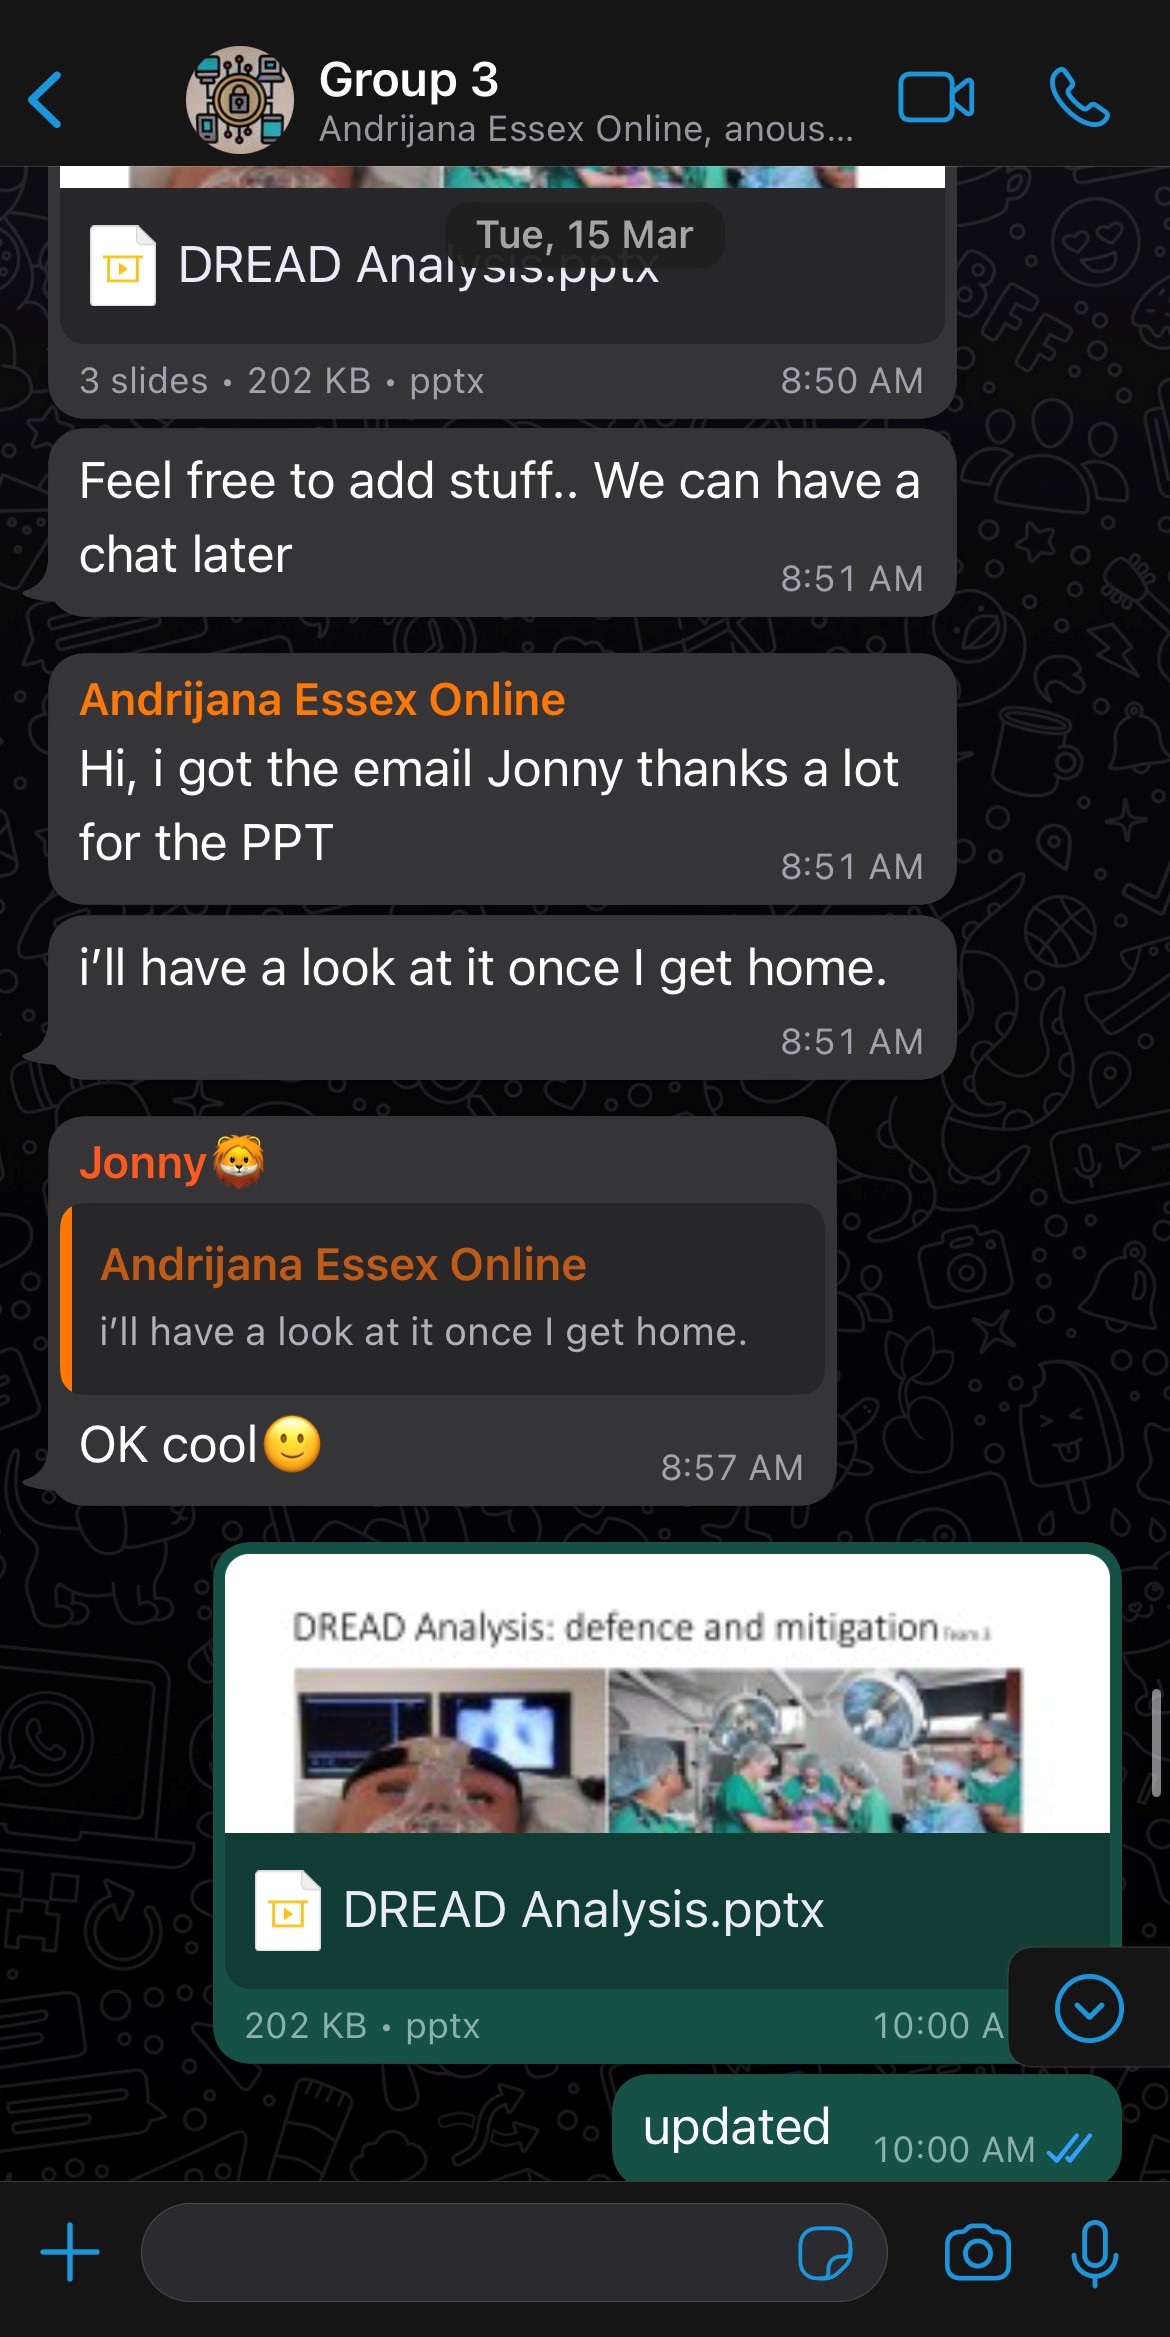 Group 3
Andrijana Essex Online, anous...
Tue, 15 Mar
DREAD Analysis.pptx
3 slides • 202 KB • pptx 8:50 AM
Feel free to add stuff.. We can have a
chat later
8:51 AM
Andrijana Essex Online
Hi, i got the email Jonny thanks a lot
for the PPT
8:51 AM
i'll have a look at it once I get home.
8:51 AM
Jonny🦁
Andrijana Essex Online
i'll have a look at it once I get home.
OK cool🙂
8:57 AM
DREAD Analysis: defence and mitigation Team 3
DREAD Analysis.pptx
202 KB • pptx 10:00 A
updated 10:00 AM